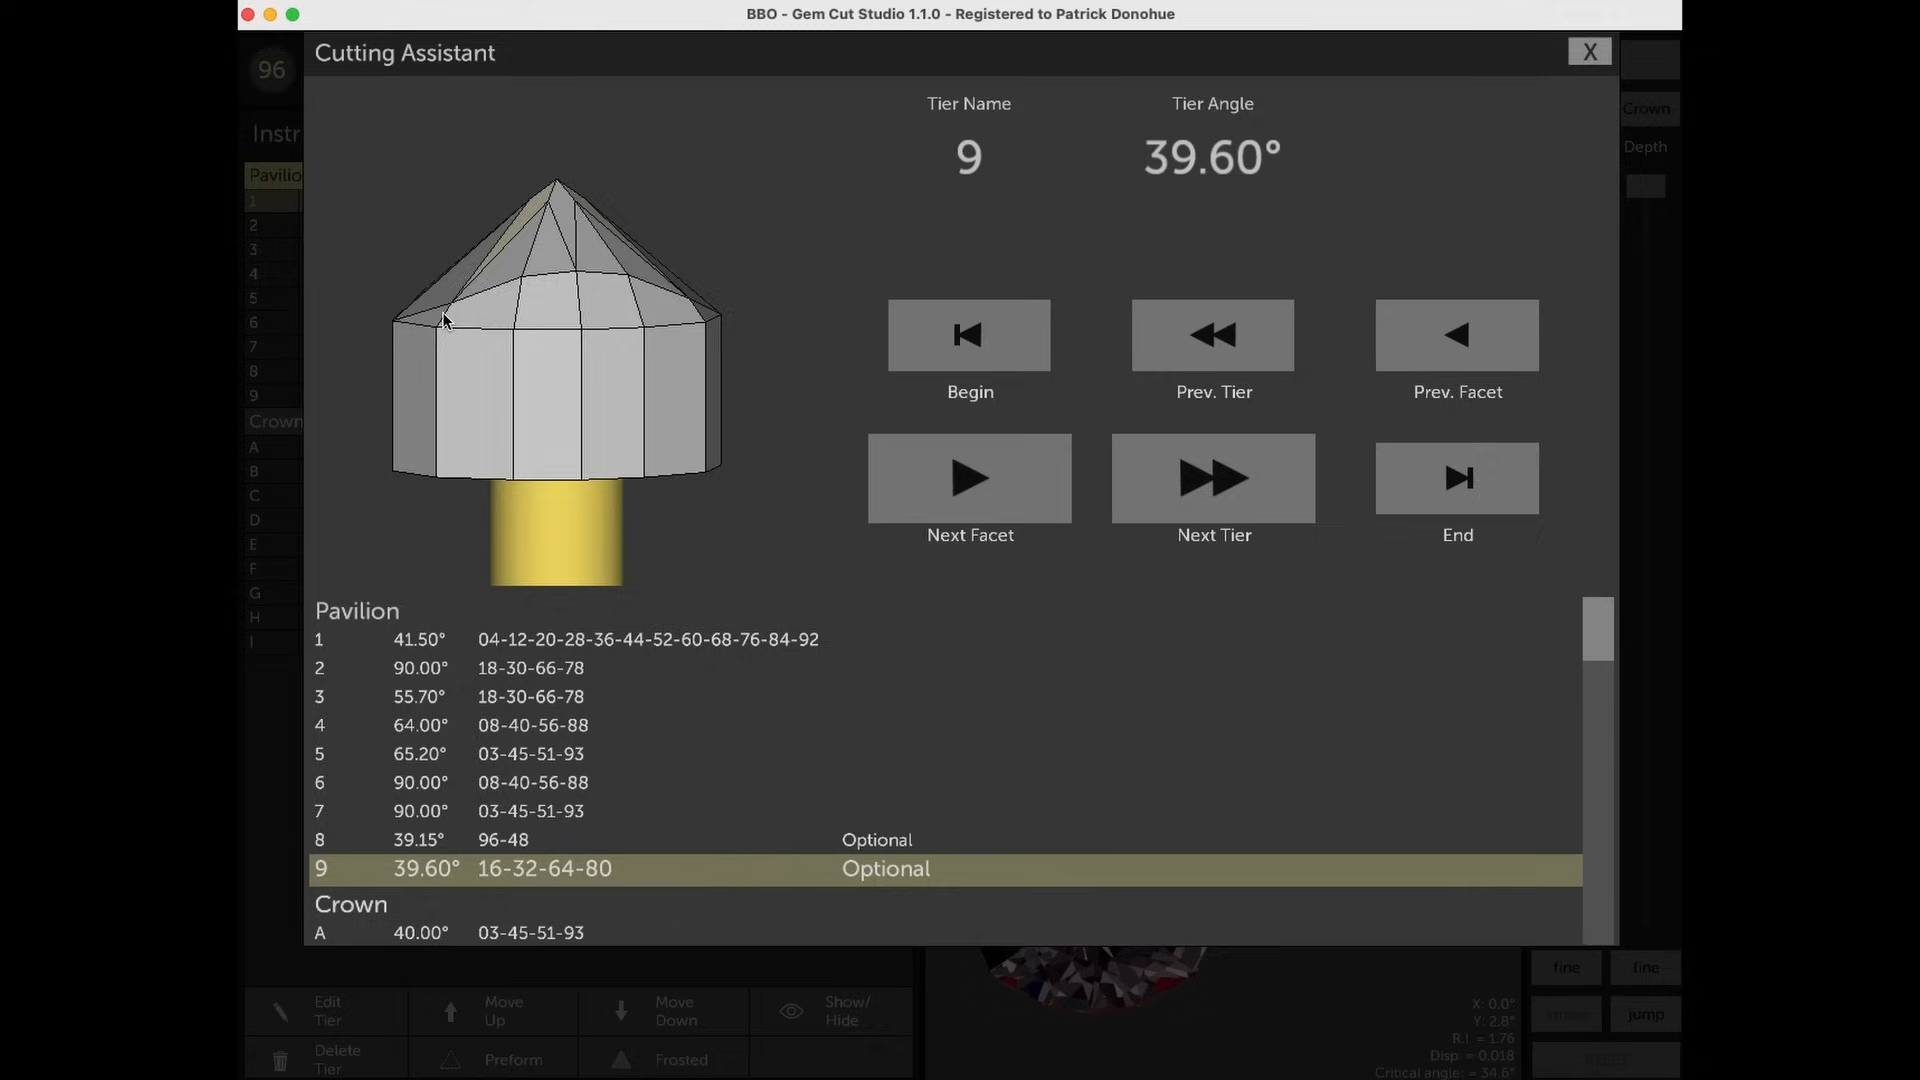 BBO - Gem Cut Studio 1.1.0 - Registered to Patrick Donohue
Cutting Assistant
X
96
Instr
Pavilio
1
2
3
4
5
6
7
8
9
Crown
A
B
C
D
E
F
G
H
I
Tier Name
Tier Angle
9
39.60°
Crown
Depth
Begin
Prev. Tier
Prev. Facet
Next Facet
Next Tier
End
Pavilion
1 41.50° 04-12-20-28-36-44-52-60-68-76-84-92
2 90.00° 18-30-66-78
3 55.70° 18-30-66-78
4 64.00° 08-40-56-88
5 65.20° 03-45-51-93
6 90.00° 08-40-56-88
7 90.00° 03-45-51-93
8 39.15° 96-48 Optional
9 39.60° 16-32-64-80 Optional
Crown
A 40.00° 03-45-51-93
Edit Tier
Move Up
Move Down
Show/ Hide
Delete Tier
Preform
Frosted
fine
fine
jump
X: 0.0°
Y: 2.8°
R.I = 1.76
Disp. = 0.018
Critical angle: = 34.6°